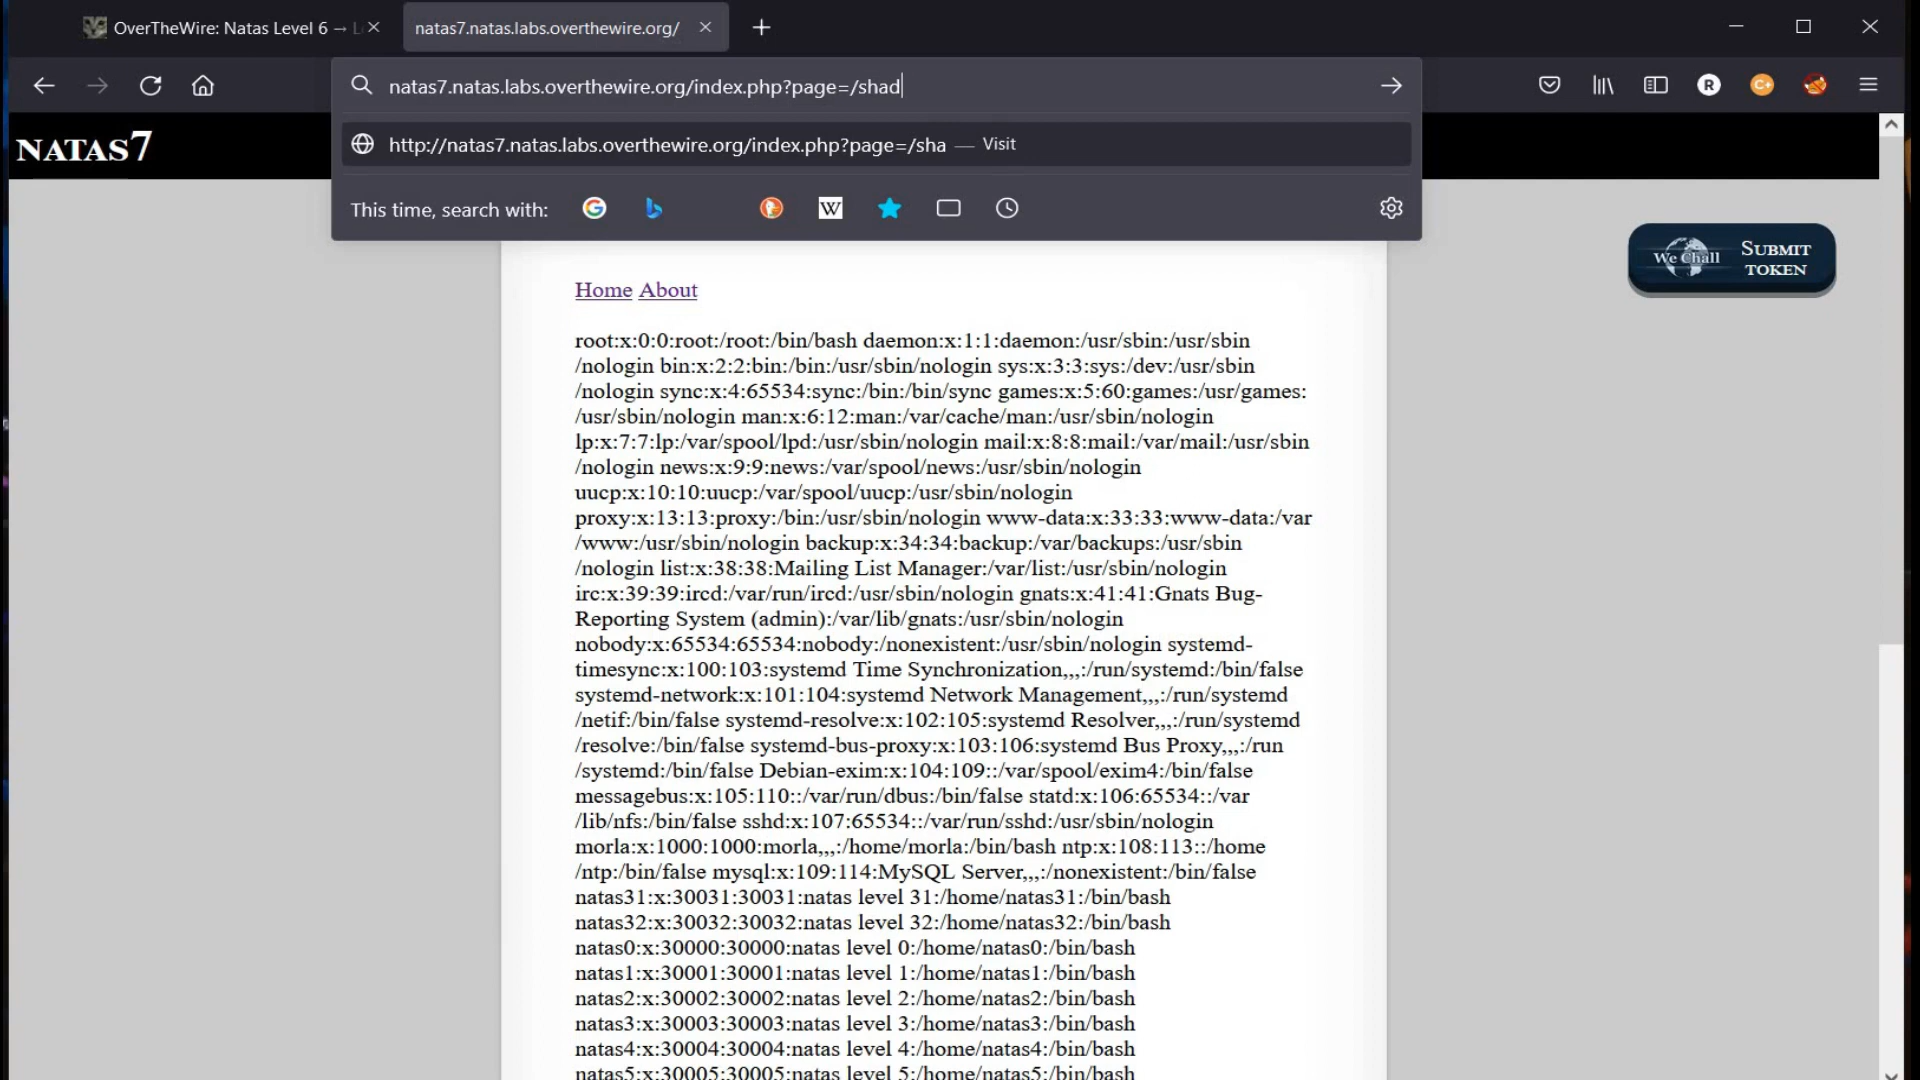 OverTheWire: Natas Level 6 → L
natas7.natas.labs.overthewire.org/
natas7.natas.labs.overthewire.org/index.php?page=/shad
http://natas7.natas.labs.overthewire.org/index.php?page=/sha — Visit
This time, search with:
NATAS7
We Chall SUBMIT TOKEN
Home About
root:x:0:0:root:/root:/bin/bash daemon:x:1:1:daemon:/usr/sbin:/usr/sbin
/nologin bin:x:2:2:bin:/bin:/usr/sbin/nologin sys:x:3:3:sys:/dev:/usr/sbin
/nologin sync:x:4:65534:sync:/bin:/bin/sync games:x:5:60:games:/usr/games:
/usr/sbin/nologin man:x:6:12:man:/var/cache/man:/usr/sbin/nologin
lp:x:7:7:lp:/var/spool/lpd:/usr/sbin/nologin mail:x:8:8:mail:/var/mail:/usr/sbin
/nologin news:x:9:9:news:/var/spool/news:/usr/sbin/nologin
uucp:x:10:10:uucp:/var/spool/uucp:/usr/sbin/nologin
proxy:x:13:13:proxy:/bin:/usr/sbin/nologin www-data:x:33:33:www-data:/var
/www:/usr/sbin/nologin backup:x:34:34:backup:/var/backups:/usr/sbin
/nologin list:x:38:38:Mailing List Manager:/var/list:/usr/sbin/nologin
irc:x:39:39:ircd:/var/run/ircd:/usr/sbin/nologin gnats:x:41:41:Gnats Bug-
Reporting System (admin):/var/lib/gnats:/usr/sbin/nologin
nobody:x:65534:65534:nobody:/nonexistent:/usr/sbin/nologin systemd-
timesync:x:100:103:systemd Time Synchronization,,,:/run/systemd:/bin/false
systemd-network:x:101:104:systemd Network Management,,,:/run/systemd
/netif:/bin/false systemd-resolve:x:102:105:systemd Resolver,,,:/run/systemd
/resolve:/bin/false systemd-bus-proxy:x:103:106:systemd Bus Proxy,,,:/run
/systemd:/bin/false Debian-exim:x:104:109::/var/spool/exim4:/bin/false
messagebus:x:105:110::/var/run/dbus:/bin/false statd:x:106:65534::/var
/lib/nfs:/bin/false sshd:x:107:65534::/var/run/sshd:/usr/sbin/nologin
morla:x:1000:1000:morla,,,:/home/morla:/bin/bash ntp:x:108:113::/home
/ntp:/bin/false mysql:x:109:114:MySQL Server,,,:/nonexistent:/bin/false
natas31:x:30031:30031:natas level 31:/home/natas31:/bin/bash
natas32:x:30032:30032:natas level 32:/home/natas32:/bin/bash
natas0:x:30000:30000:natas level 0:/home/natas0:/bin/bash
natas1:x:30001:30001:natas level 1:/home/natas1:/bin/bash
natas2:x:30002:30002:natas level 2:/home/natas2:/bin/bash
natas3:x:30003:30003:natas level 3:/home/natas3:/bin/bash
natas4:x:30004:30004:natas level 4:/home/natas4:/bin/bash
natas5:x:30005:30005:natas level 5:/home/natas5:/bin/bash